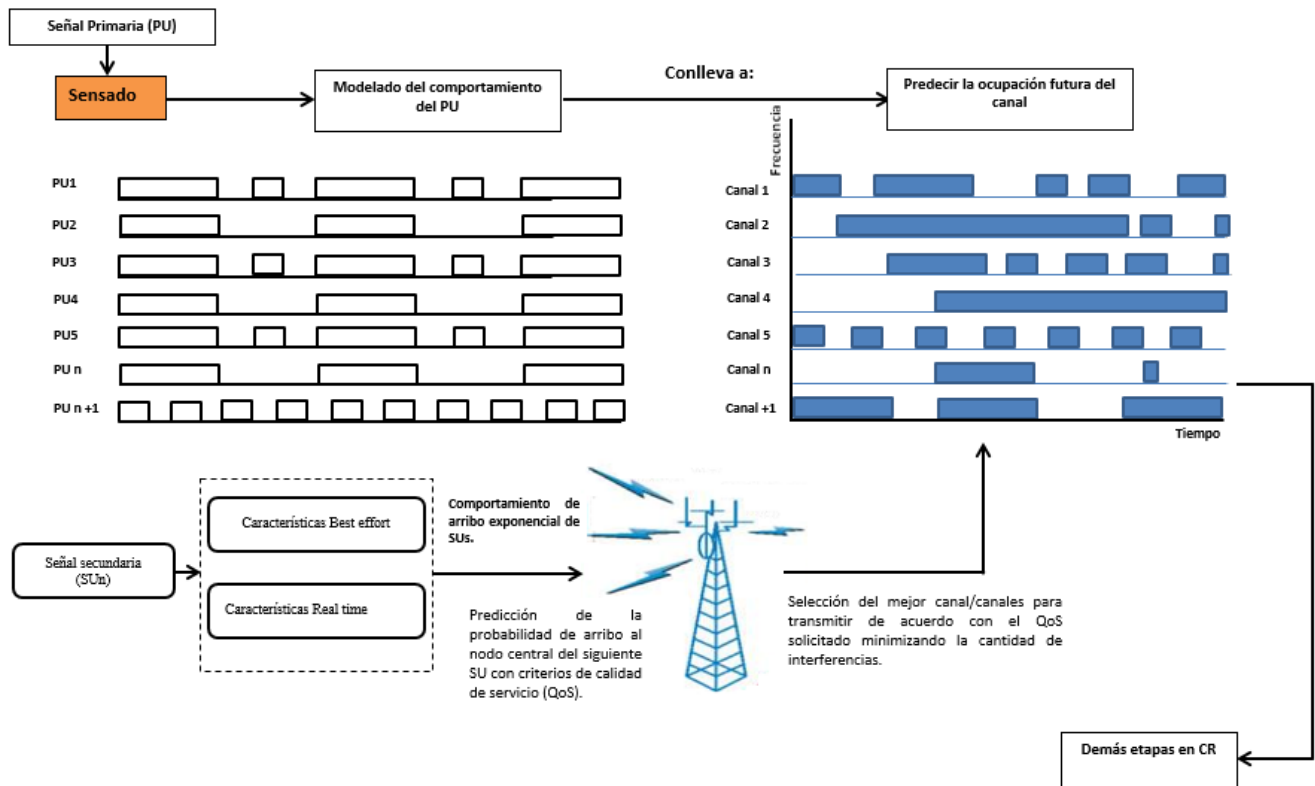 Señal Primaria (PU)
Sensado
Modelado del comportamiento
del PU
Conlleva a:
Predecir la ocupación futura del
canal
PU1
PU2
PU3
PU4
PU5
PU n
PU n +1
Frecuencia
Canal 1
Canal 2
Canal 3
Canal 4
Canal 5
Canal n
Canal +1
Tiempo
Señal secundaria
(SUn)
Características Best effort
Características Real time
Comportamiento de
arribo exponencial de
SUs.
Predicción de la
probabilidad de arribo al
nodo central del siguiente
SU con criterios de calidad
de servicio (QoS).
Selección del mejor canal/canales para
transmitir de acuerdo con el QoS
solicitado minimizando la cantidad de
interferencias.
Demás etapas en CR